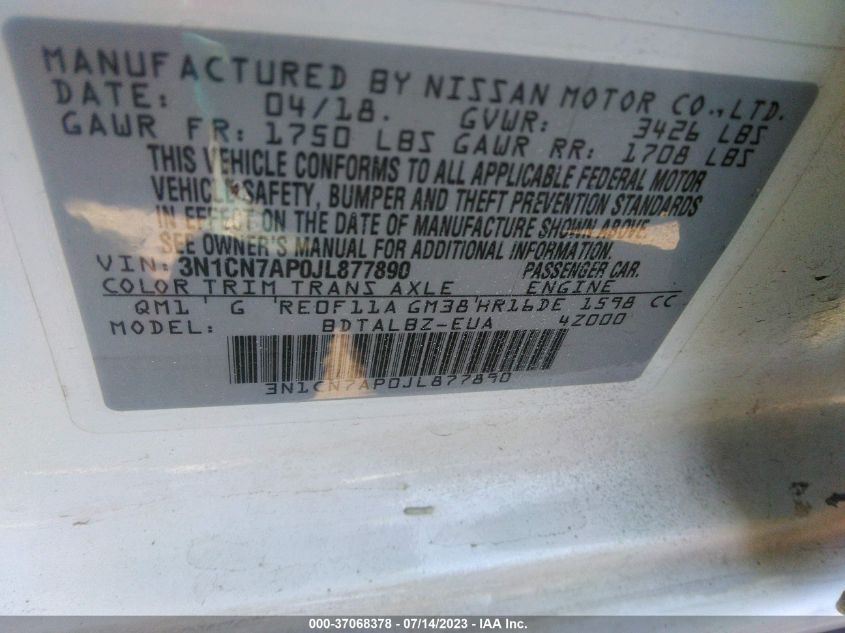 MANUFACTURED BY NISSAN MOTOR CO.,LTD.
DATE: 04/18. GVWR: 3426 LBS
GAWR FR: 1750 LBS GAWR RR: 1708 LBS
THIS VEHICLE CONFORMS TO ALL APPLICABLE FEDERAL MOTOR
VEHICLE SAFETY, BUMPER AND THEFT PREVENTION STANDARDS
IN EFFECT ON THE DATE OF MANUFACTURE SHOWN ABOVE.
SEE OWNER'S MANUAL FOR ADDITIONAL INFORMATION.
VIN: 3N1CN7AP0JL877890 PASSENGER CAR.
COLOR TRIM TRANS AXLE ENGINE
QM1 ' G 'RE0F11A GM38'HR16DE 1598 CC
MODEL: BDTALBZ-EUA 4Z000
3N1CN7AP0JL877890
000-37068378 - 07/14/2023 - IAA Inc.